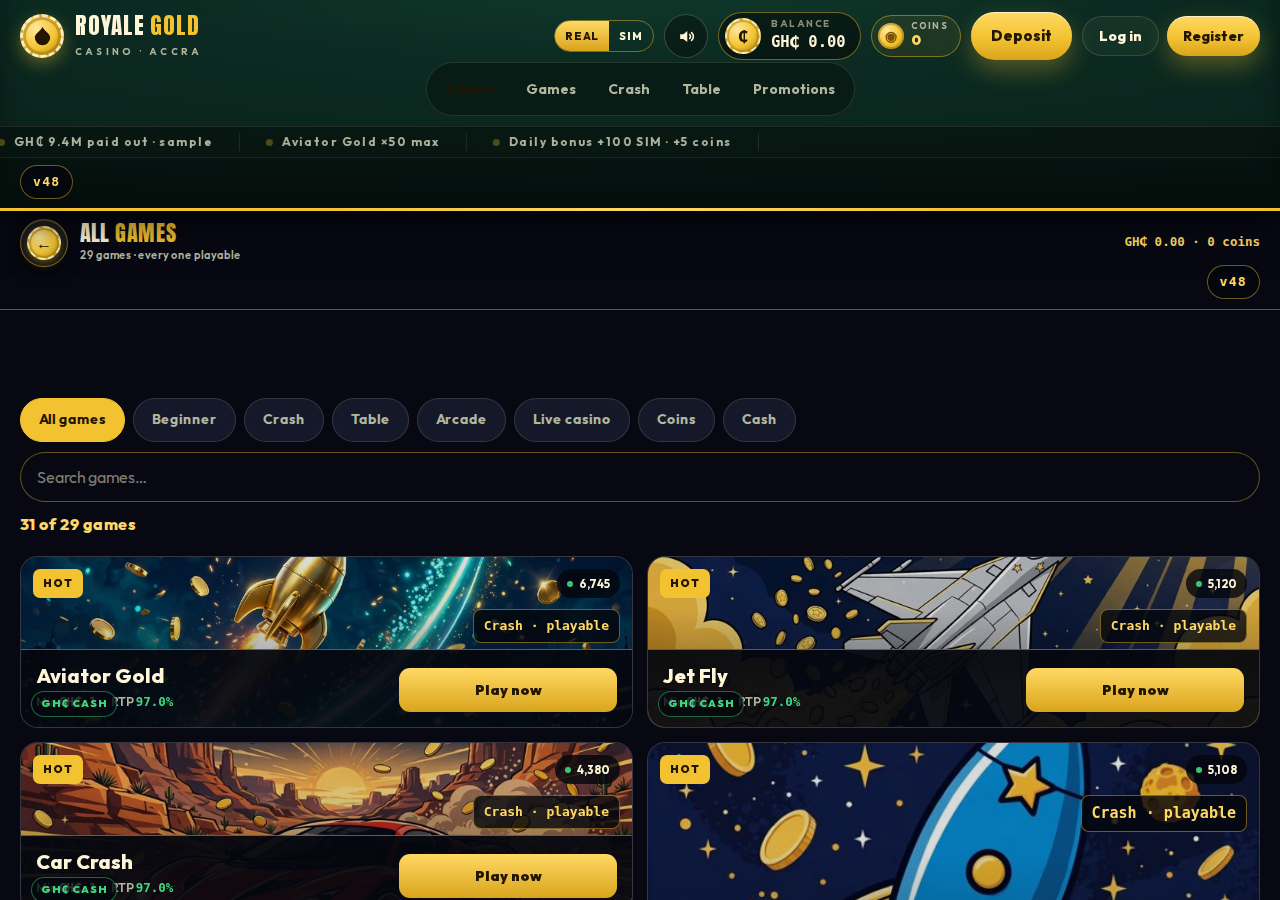 ROYALE GOLD
CASINO · ACCRA
REAL SIM
BALANCE
GH₵ 0.00
COINS
0
Deposit
Log in
Register
Games Crash Table Promotions
GH₵ 9.4M paid out · sample
Aviator Gold ×50 max
Daily bonus +100 SIM · +5 coins
v48
ALL GAMES
29 games · every one playable
GH₵ 0.00 · 0 coins
v48
All games Beginner Crash Table Arcade Live casino Coins Cash
Search games…
31 of 29 games
HOT
6,745
Crash · playable
Aviator Gold
GH₵ CASH
RTP 97.0%
Play now
HOT
5,120
Crash · playable
Jet Fly
GH₵ CASH
RTP 97.0%
Play now
HOT
4,380
Crash · playable
Car Crash
GH₵ CASH
RTP 97.0%
Play now
HOT
5,108
Crash · playable